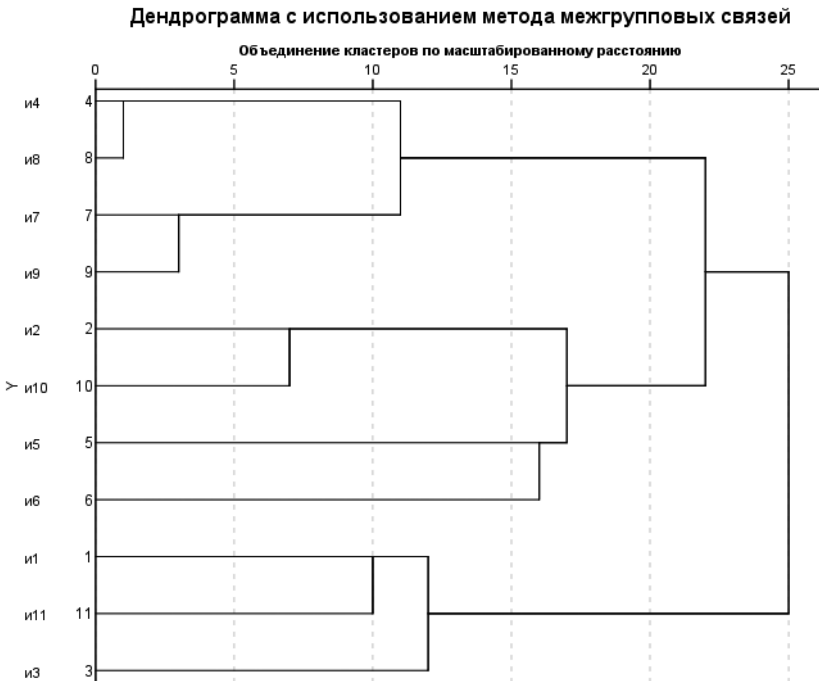 Дендрограмма с использованием метода межгрупповых связей
Объединение кластеров по масштабированному расстоянию
0 5 10 15 20 25
и4 4
и8 8
и7 7
и9 9
и2 2
Y и10 10
и5 5
и6 6
и1 1
и11 11
и3 3